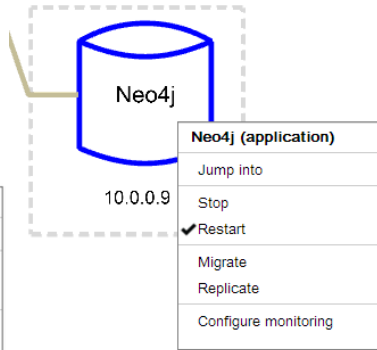 Neo4j
10.0.0.9
Neo4j (application)
Jump into
Stop
✔Restart
Migrate
Replicate
Configure monitoring